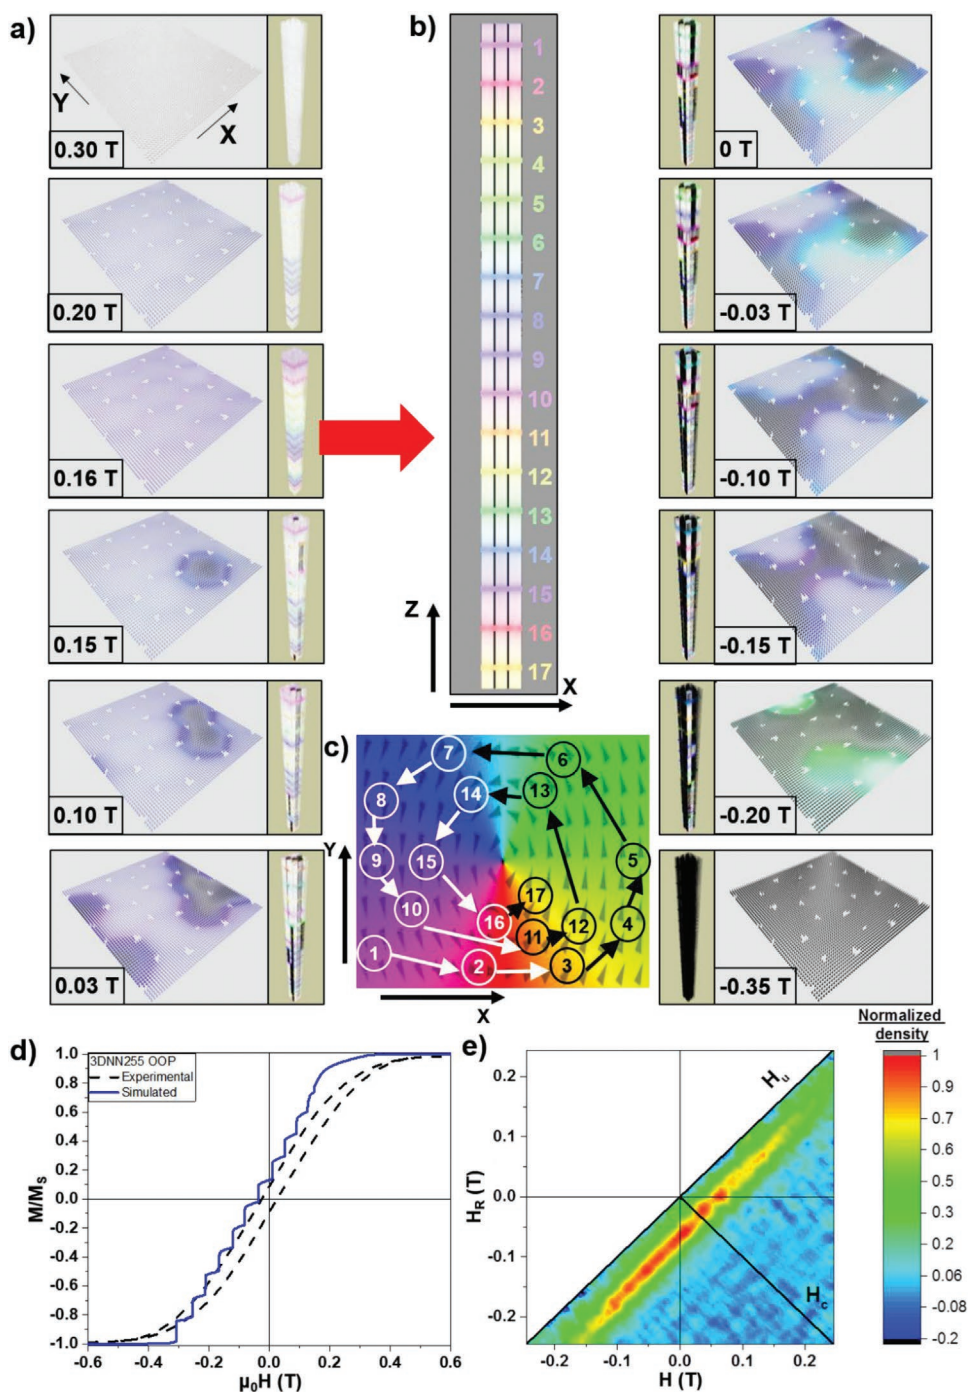 a)
Y
X
0.30 T
0.20 T
0.16 T
0.15 T
0.10 T
0.03 T
b)
1
2
3
4
5
6
7
8
9
10
11
12
13
14
15
16
17
Z
X
0 T
-0.03 T
-0.10 T
-0.15 T
-0.20 T
-0.35 T
c)
7
6
8
14
13
9
15
5
10
17
16
11
12
4
1
2
3
Y
X
d)
3DNN255 OOP
Experimental
Simulated
1.0
0.8
0.6
0.4
0.2
0.0
-0.2
-0.4
-0.6
-0.8
-1.0
M/MS
-0.6
-0.4
-0.2
0.0
0.2
0.4
0.6
μ0H (T)
e)
Hu
Hc
0.2
0.1
0.0
-0.1
-0.2
HR (T)
-0.2
-0.1
0.0
0.1
0.2
H (T)
Normalized
density
1
0.9
0.8
0.7
0.6
0.5
0.4
0.3
0.2
0.06
-0.08
-0.2